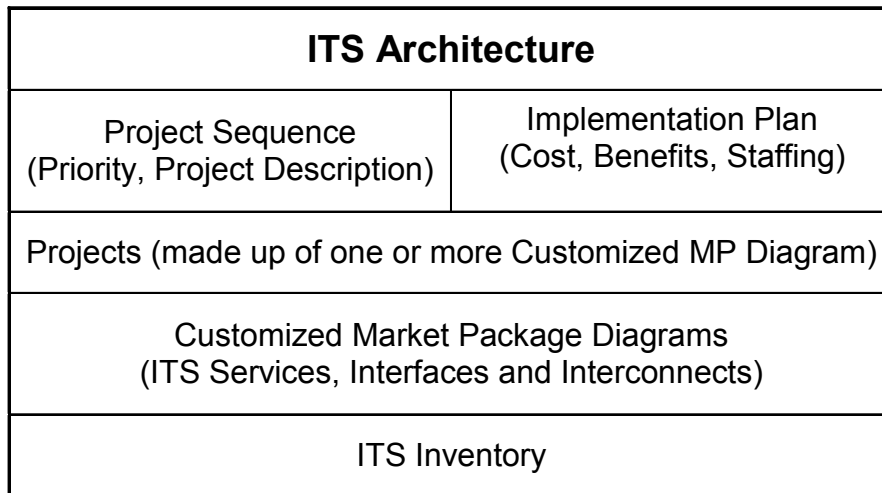 ITS Architecture
Project Sequence
(Priority, Project Description)
Implementation Plan
(Cost, Benefits, Staffing)
Projects (made up of one or more Customized MP Diagram)
Customized Market Package Diagrams
(ITS Services, Interfaces and Interconnects)
ITS Inventory